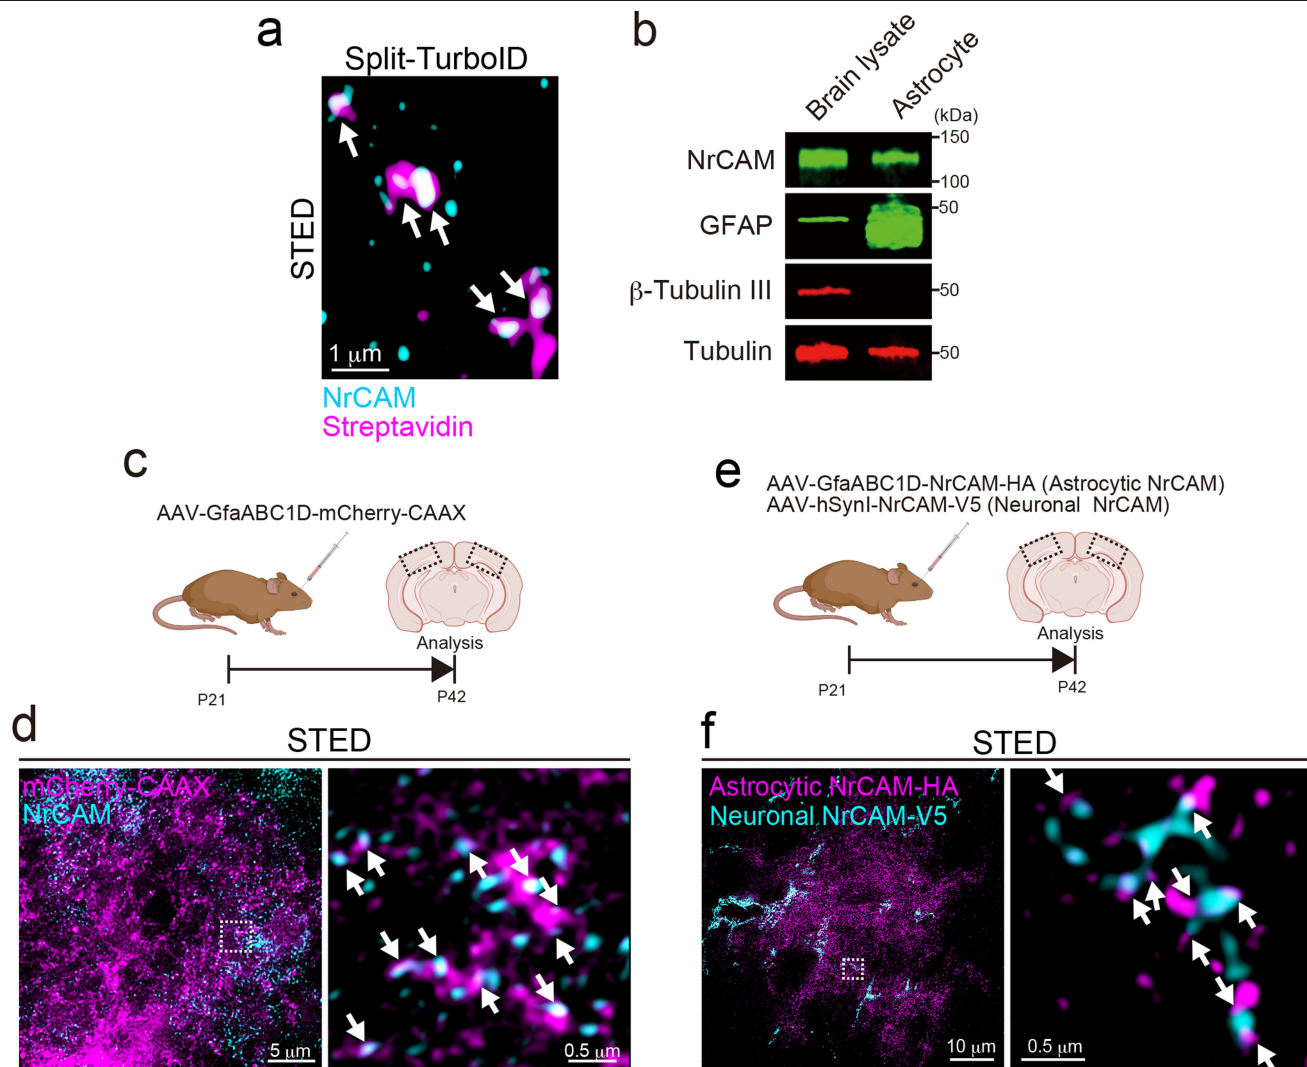 a
Split-TurboID
STED
1 μm
NrCAM
Streptavidin
b
Brain lysate
Astrocyte
(kDa)
NrCAM
150
100
GFAP
50
β-Tubulin III
50
Tubulin
50
c
AAV-GfaABC1D-mCherry-CAAX
Analysis
P21
P42
e
AAV-GfaABC1D-NrCAM-HA (Astrocytic NrCAM)
AAV-hSynI-NrCAM-V5 (Neuronal NrCAM)
Analysis
P21
P42
d
STED
mCherry-CAAX
NrCAM
5 μm
0.5 μm
f
STED
Astrocytic NrCAM-HA
Neuronal NrCAM-V5
10 μm
0.5 μm